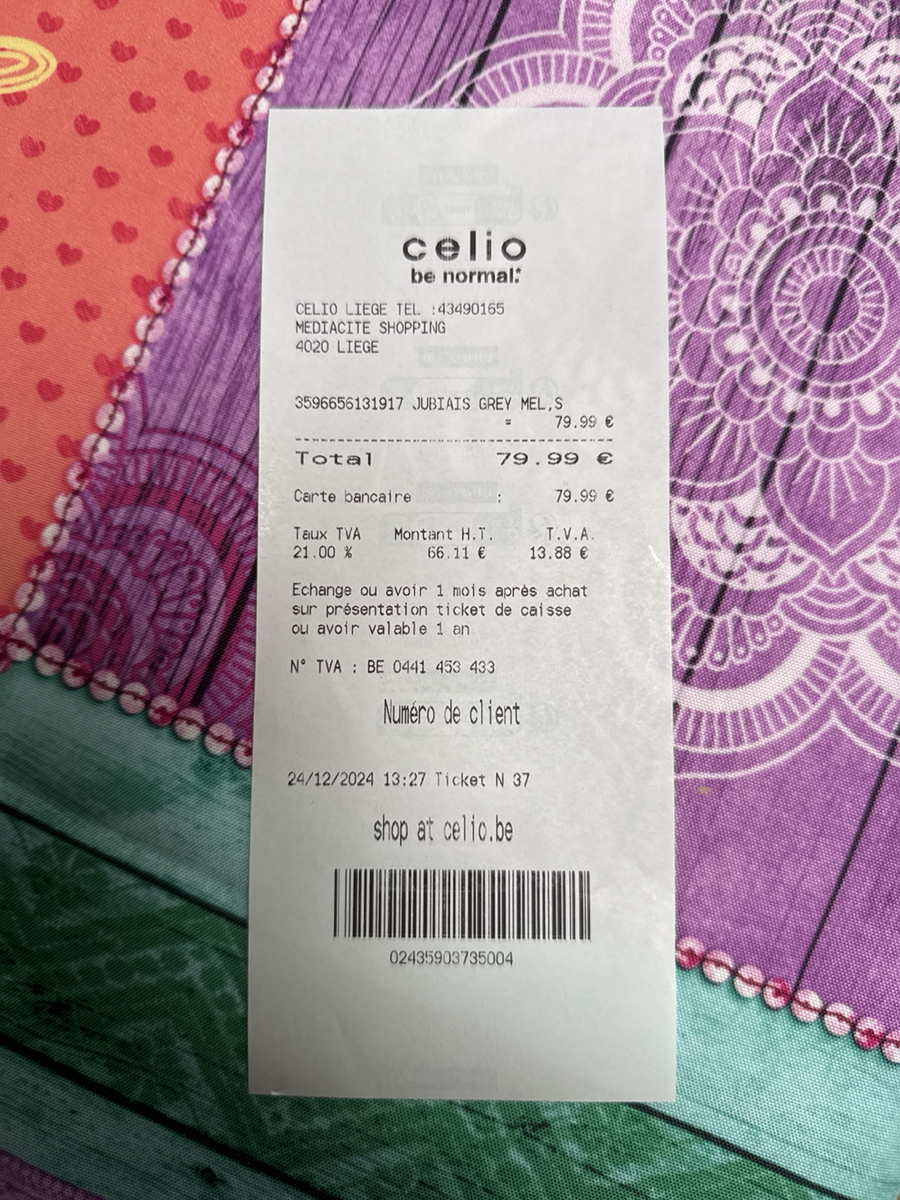 celio
be normal:*
CELIO LIEGE TEL :43490165
MEDIACITE SHOPPING
4020 LIEGE
3596656131917 JUBIAIS GREY MEL,S
= 79.99 €
Total 79.99 €
Carte bancaire : 79.99 €
Taux TVA Montant H.T. T.V.A.
21.00 % 66.11 € 13.88 €
Echange ou avoir 1 mois après achat
sur présentation ticket de caisse
ou avoir valable 1 an
N° TVA : BE 0441 453 433
Numéro de client
24/12/2024 13:27 Ticket N 37
shop at celio.be
02435903735004